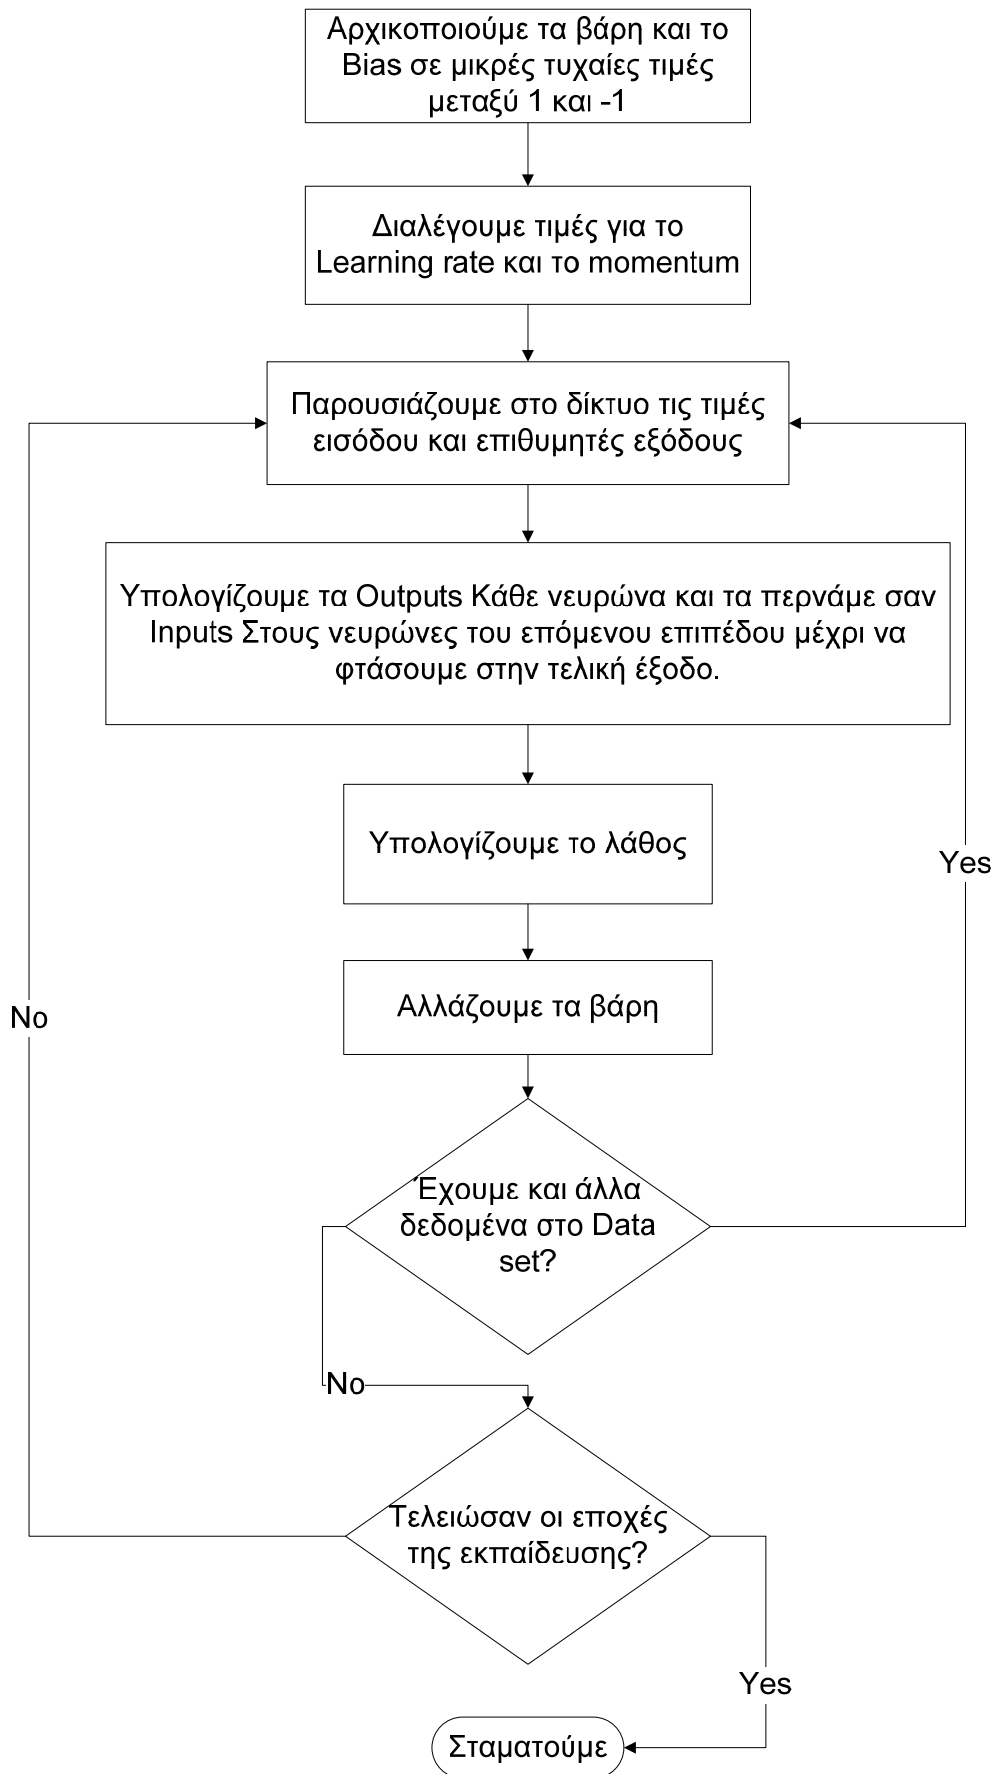 Αρχικοποιούμε τα βάρη και το
Bias σε μικρές τυχαίες τιμές
μεταξύ 1 και -1
Διαλέγουμε τιμές για το
Learning rate και το momentum
Παρουσιάζουμε στο δίκτυο τις τιμές
εισόδου και επιθυμητές εξόδους
Υπολογίζουμε τα Outputs Κάθε νευρώνα και τα περνάμε σαν
Inputs Στους νευρώνες του επόμενου επιπέδου μέχρι να
φτάσουμε στην τελική έξοδο.
Υπολογίζουμε το λάθος
Yes
Αλλάζουμε τα βάρη
No
Έχουμε και άλλα
δεδομένα στο Data
set?
No
Τελειώσαν οι εποχές
της εκπαίδευσης?
Yes
Σταματούμε